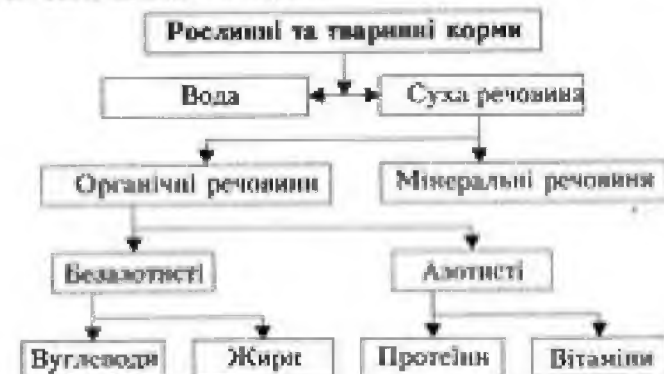 Рослинні та тваринні корми
Вода
Суха речовина
Органічні речовини
Мінеральні речовини
Безазотисті
Азотисті
Вуглеводи
Жири
Протеїни
Вітаміни